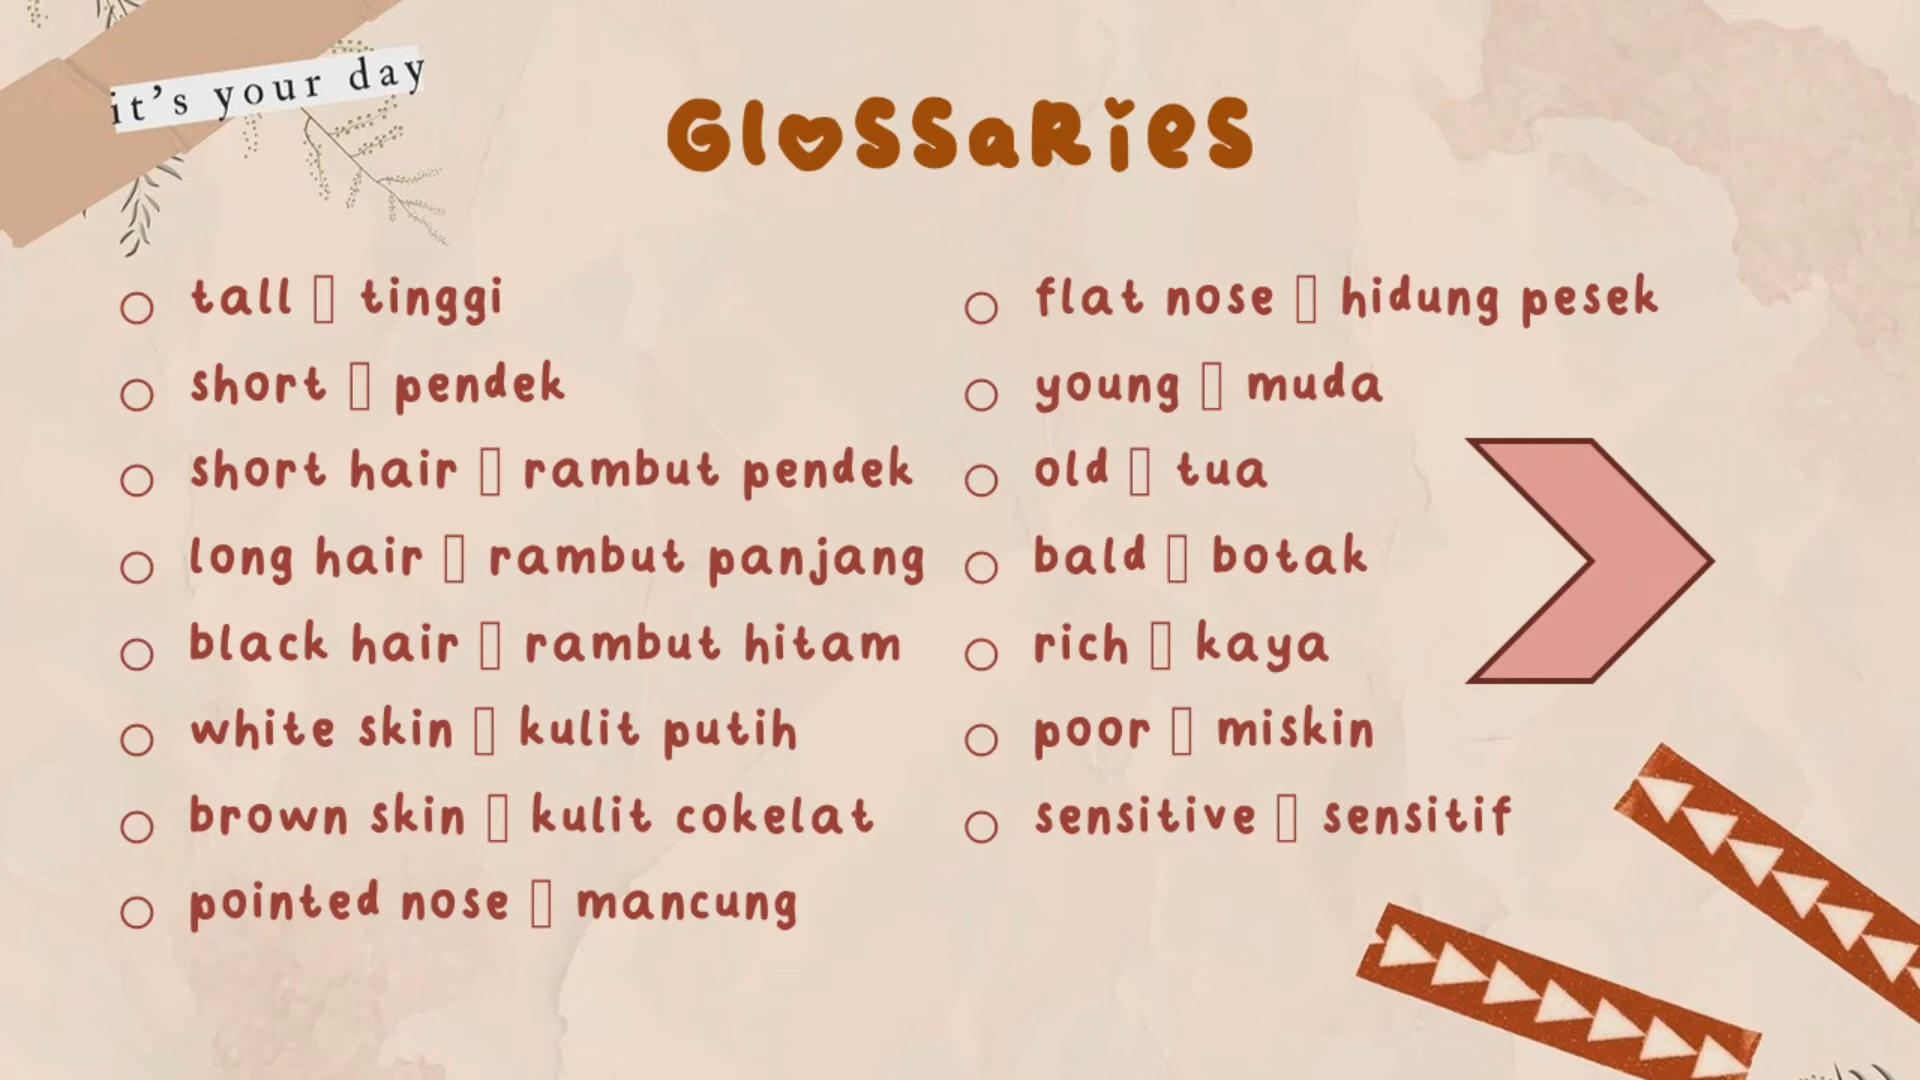 it's your day
GloSSaRieS
tall ▯ tinggi
short ▯ pendek
short hair ▯ rambut pendek
long hair ▯ rambut panjang
black hair ▯ rambut hitam
white skin ▯ kulit putih
brown skin ▯ kulit cokelat
pointed nose ▯ mancung
flat nose ▯ hidung pesek
young ▯ muda
old ▯ tua
bald ▯ botak
rich ▯ kaya
poor ▯ miskin
sensitive ▯ sensitif